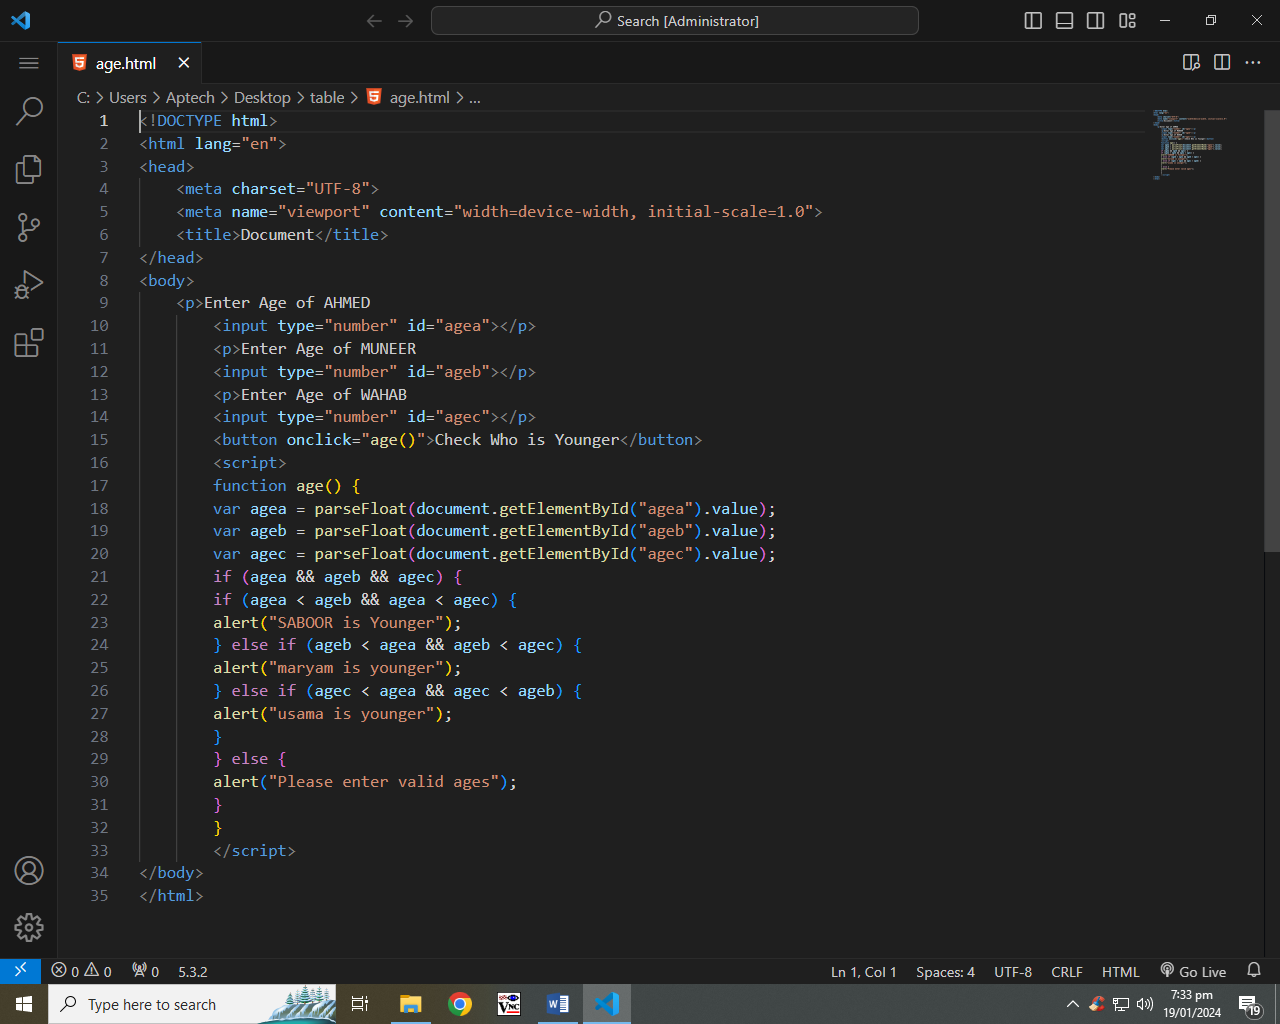 Search [Administrator]
age.html
C: > Users > Aptech > Desktop > table > age.html > ...
1 <!DOCTYPE html>
2 <html lang="en">
3 <head>
4 <meta charset="UTF-8">
5 <meta name="viewport" content="width=device-width, initial-scale=1.0">
6 <title>Document</title>
7 </head>
8 <body>
9 <p>Enter Age of AHMED
10 <input type="number" id="agea"></p>
11 <p>Enter Age of MUNEER
12 <input type="number" id="ageb"></p>
13 <p>Enter Age of WAHAB
14 <input type="number" id="agec"></p>
15 <button onclick="age()">Check Who is Younger</button>
16 <script>
17 function age() {
18 var agea = parseFloat(document.getElementById("agea").value);
19 var ageb = parseFloat(document.getElementById("ageb").value);
20 var agec = parseFloat(document.getElementById("agec").value);
21 if (agea && ageb && agec) {
22 if (agea < ageb && agea < agec) {
23 alert("SABOOR is Younger");
24 } else if (ageb < agea && ageb < agec) {
25 alert("maryam is younger");
26 } else if (agec < agea && agec < ageb) {
27 alert("usama is younger");
28 }
29 } else {
30 alert("Please enter valid ages");
31 }
32 }
33 </script>
34 </body>
35 </html>
0 0 0 5.3.2 Ln 1, Col 1 Spaces: 4 UTF-8 CRLF HTML Go Live
Type here to search
VNC
7:33 pm
19/01/2024
19